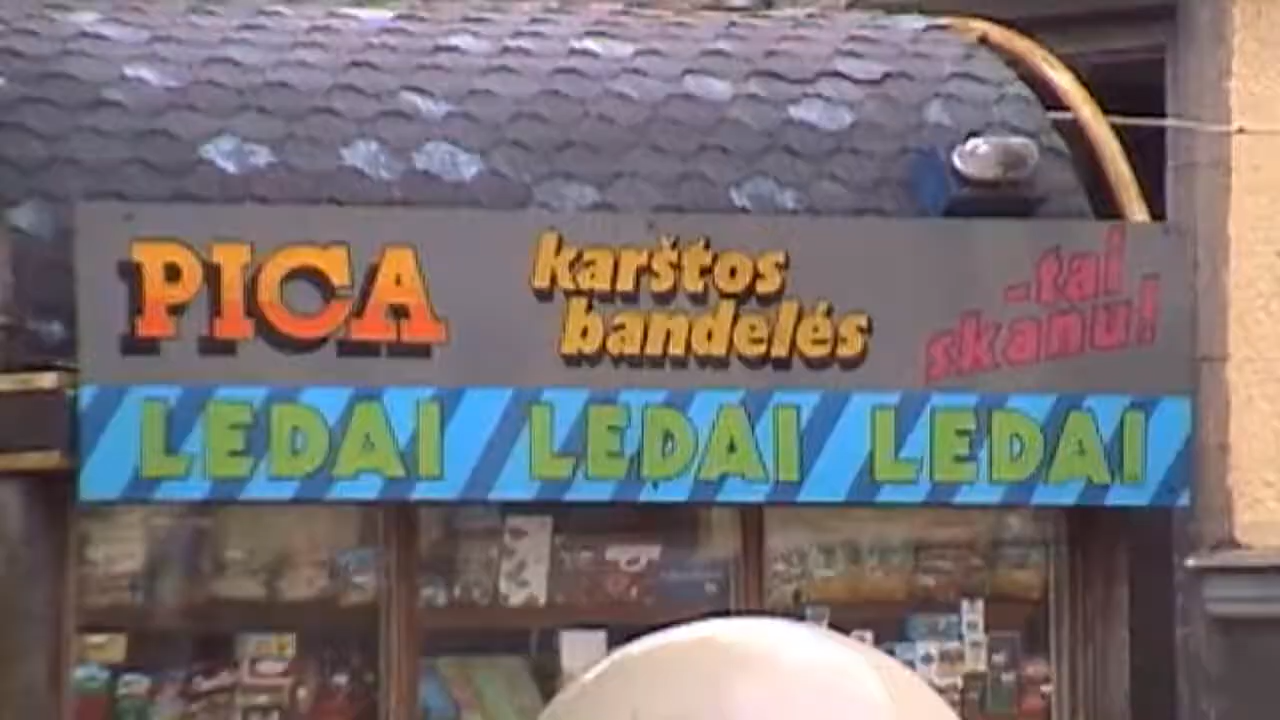 PICA
karštos
bandelės
-tai
skanu!
LEDAI LEDAI LEDAI